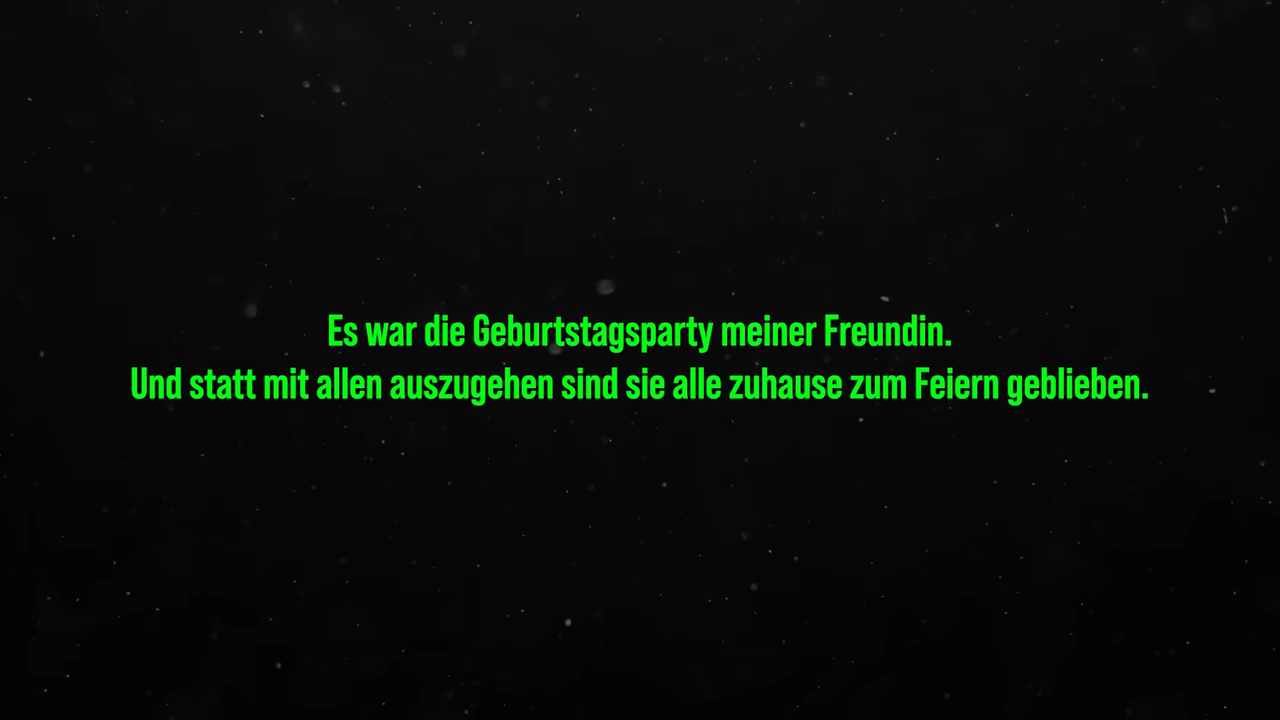 Es war die Geburtstagsparty meiner Freundin.
Und statt mit allen auszugehen sind sie alle zuhause zum Feiern geblieben.